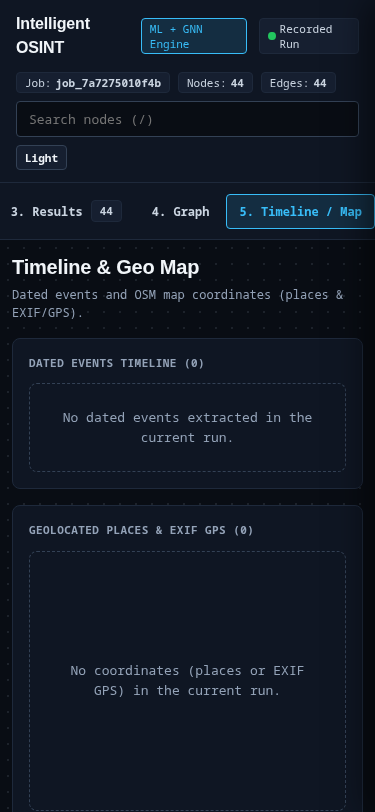 Intelligent
OSINT
ML + GNN
Engine
Recorded
Run
Job: job_7a7275010f4b
Nodes: 44
Edges: 44
Search nodes (/)
Light
3. Results 44
4. Graph
5. Timeline / Map
Timeline & Geo Map
Dated events and OSM map coordinates (places &
EXIF/GPS).
DATED EVENTS TIMELINE (0)
No dated events extracted in the
current run.
GEOLOCATED PLACES & EXIF GPS (0)
No coordinates (places or EXIF
GPS) in the current run.